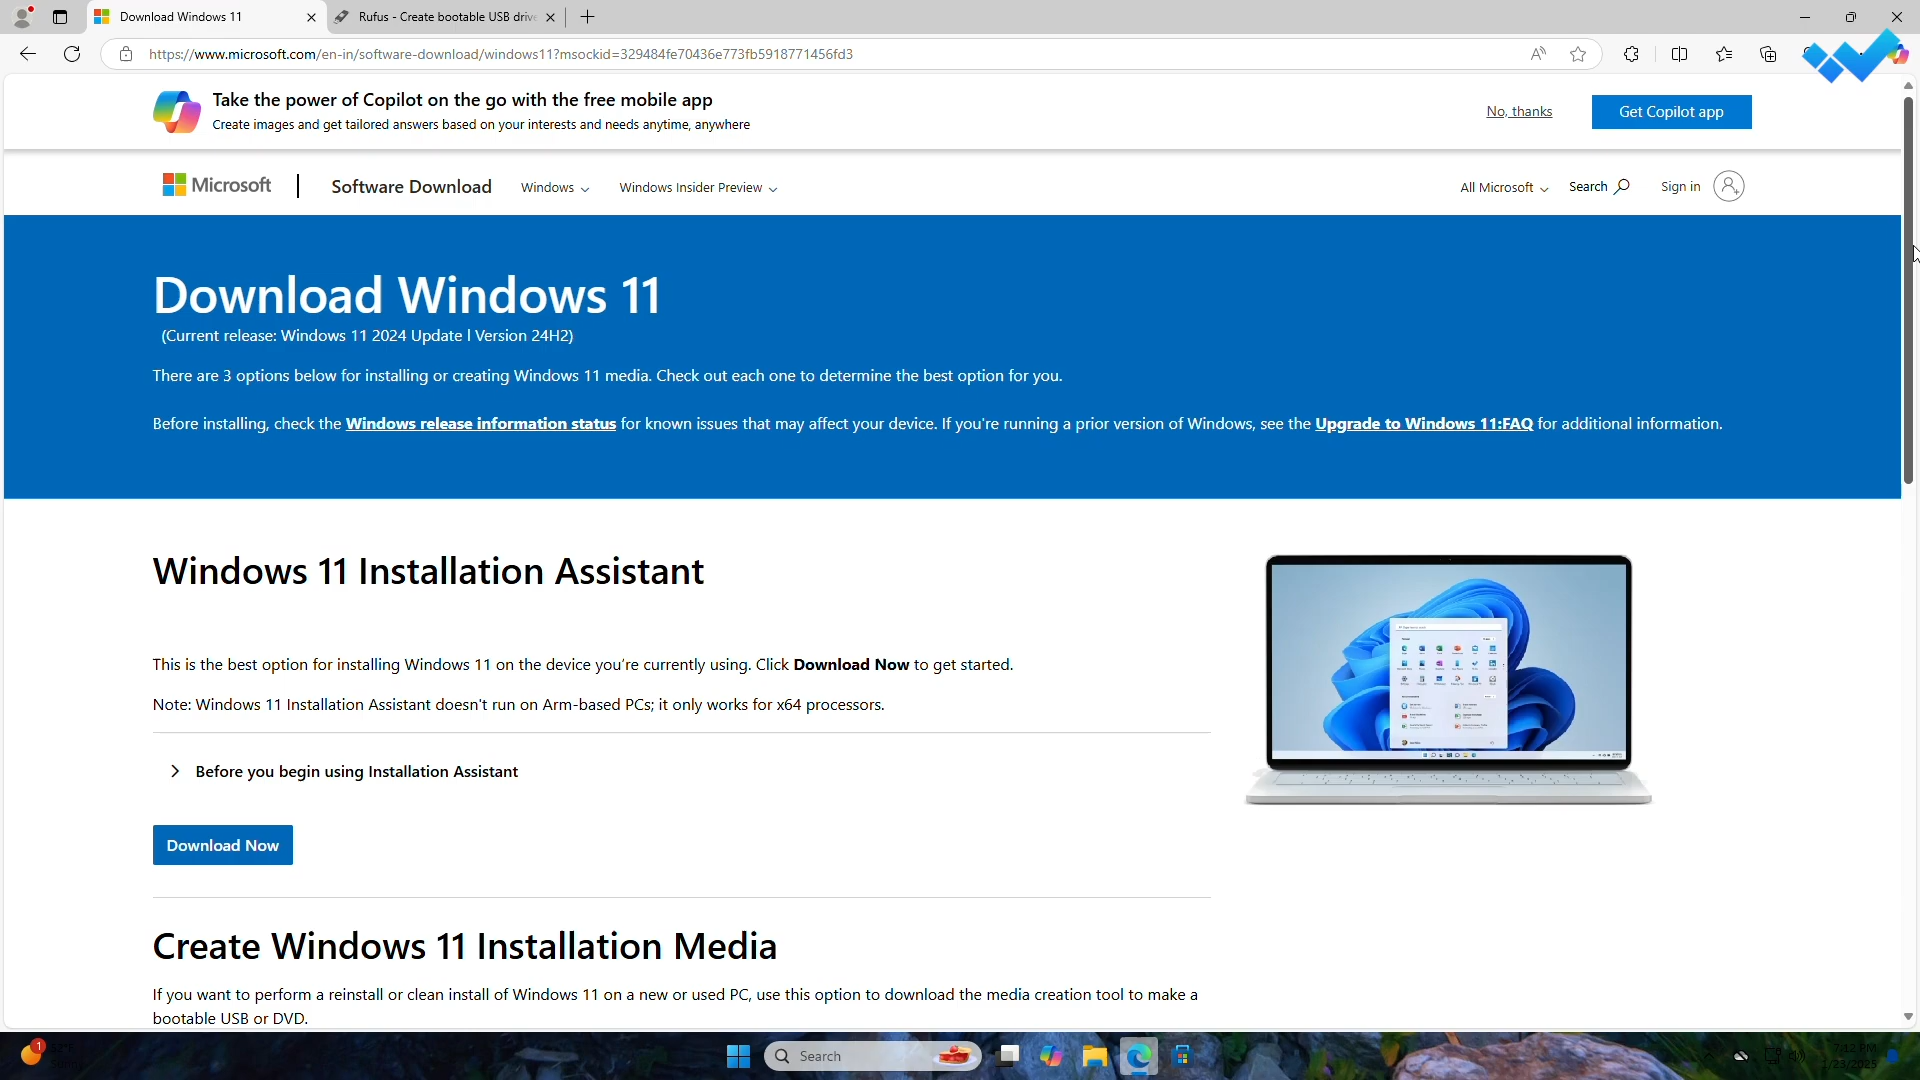 Download Windows 11
Rufus - Create bootable USB drive
https://www.microsoft.com/en-in/software-download/windows11?msockid=329484fe70436e773fb5918771456fd3
Take the power of Copilot on the go with the free mobile app
Create images and get tailored answers based on your interests and needs anytime, anywhere
No, thanks
Get Copilot app
Microsoft
Software Download
Windows
Windows Insider Preview
All Microsoft
Search
Sign in
Download Windows 11
(Current release: Windows 11 2024 Update l Version 24H2)
There are 3 options below for installing or creating Windows 11 media. Check out each one to determine the best option for you.
Before installing, check the Windows release information status for known issues that may affect your device. If you're running a prior version of Windows, see the Upgrade to Windows 11:FAQ for additional information.
Windows 11 Installation Assistant
This is the best option for installing Windows 11 on the device you're currently using. Click Download Now to get started.
Note: Windows 11 Installation Assistant doesn't run on Arm-based PCs; it only works for x64 processors.
Before you begin using Installation Assistant
Download Now
Create Windows 11 Installation Media
If you want to perform a reinstall or clean install of Windows 11 on a new or used PC, use this option to download the media creation tool to make a
bootable USB or DVD.
1
Search
7:12 PM
1/23/2025